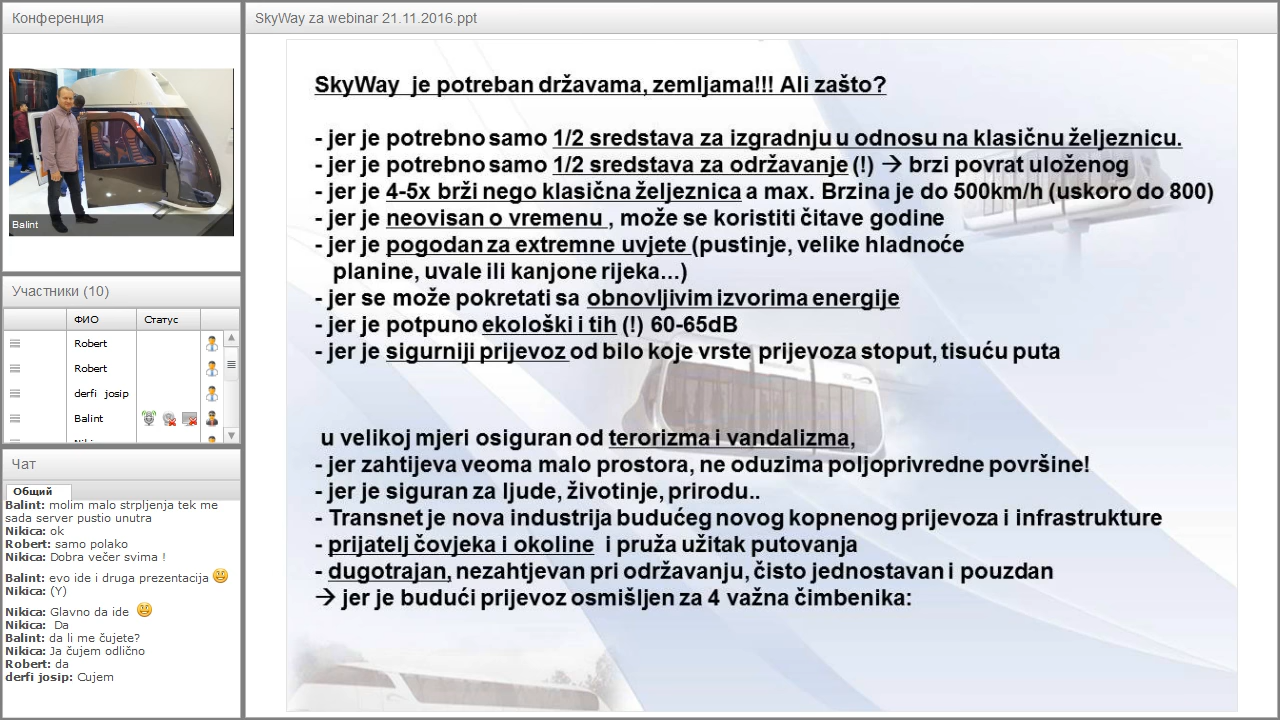 Конференция
Balint
Участники (10)
ФИО Статус
Robert
Robert
derfi josip
Balint
Чат
Общий
Balint: molim malo strpljenja tek me
sada server pustio unutra
Nikica: ok
Robert: samo polako
Nikica: Dobra večer svima !
Balint: evo ide i druga prezentacija
Nikica: (Y)
Nikica: Glavno da ide
Nikica: Da
Balint: da li me čujete?
Nikica: Ja čujem odlično
Robert: da
derfi josip: Cujem
SkyWay za webinar 21.11.2016.ppt
SkyWay je potreban državama, zemljama!!! Ali zašto?
- jer je potrebno samo 1/2 sredstava za izgradnju u odnosu na klasičnu željeznicu.
- jer je potrebno samo 1/2 sredstava za održavanje (!) → brzi povrat uloženog
- jer je 4-5x brži nego klasična željeznica a max. Brzina je do 500km/h (uskoro do 800)
- jer je neovisan o vremenu , može se koristiti čitave godine
- jer je pogodan za extremne uvjete (pustinje, velike hladnoće
planine, uvale ili kanjone rijeka...)
- jer se može pokretati sa obnovljivim izvorima energije
- jer je potpuno ekološki i tih (!) 60-65dB
- jer je sigurniji prijevoz od bilo koje vrste prijevoza stoput, tisuću puta
u velikoj mjeri osiguran od terorizma i vandalizma,
- jer zahtijeva veoma malo prostora, ne oduzima poljoprivredne površine!
- jer je siguran za ljude, životinje, prirodu..
- Transnet je nova industrija budućeg novog kopnenog prijevoza i infrastrukture
- prijatelj čovjeka i okoline i pruža užitak putovanja
- dugotrajan, nezahtjevan pri održavanju, čisto jednostavan i pouzdan
→ jer je budući prijevoz osmišljen za 4 važna čimbenika: